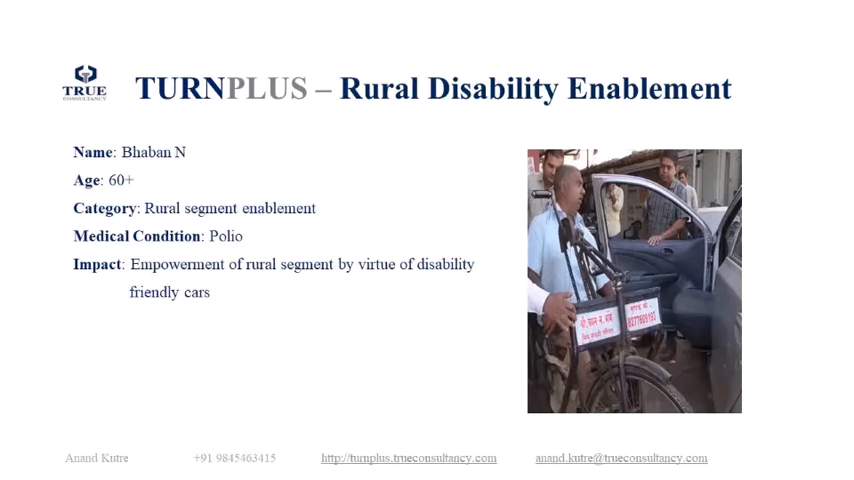 TRUE
CONSULTANCY
TURNPLUS – Rural Disability Enablement
Name: Bhaban N
Age: 60+
Category: Rural segment enablement
Medical Condition: Polio
Impact: Empowerment of rural segment by virtue of disability
friendly cars
Anand Kutre +91 9845463415 http://turnplus.trueconsultancy.com anand.kutre@trueconsultancy.com